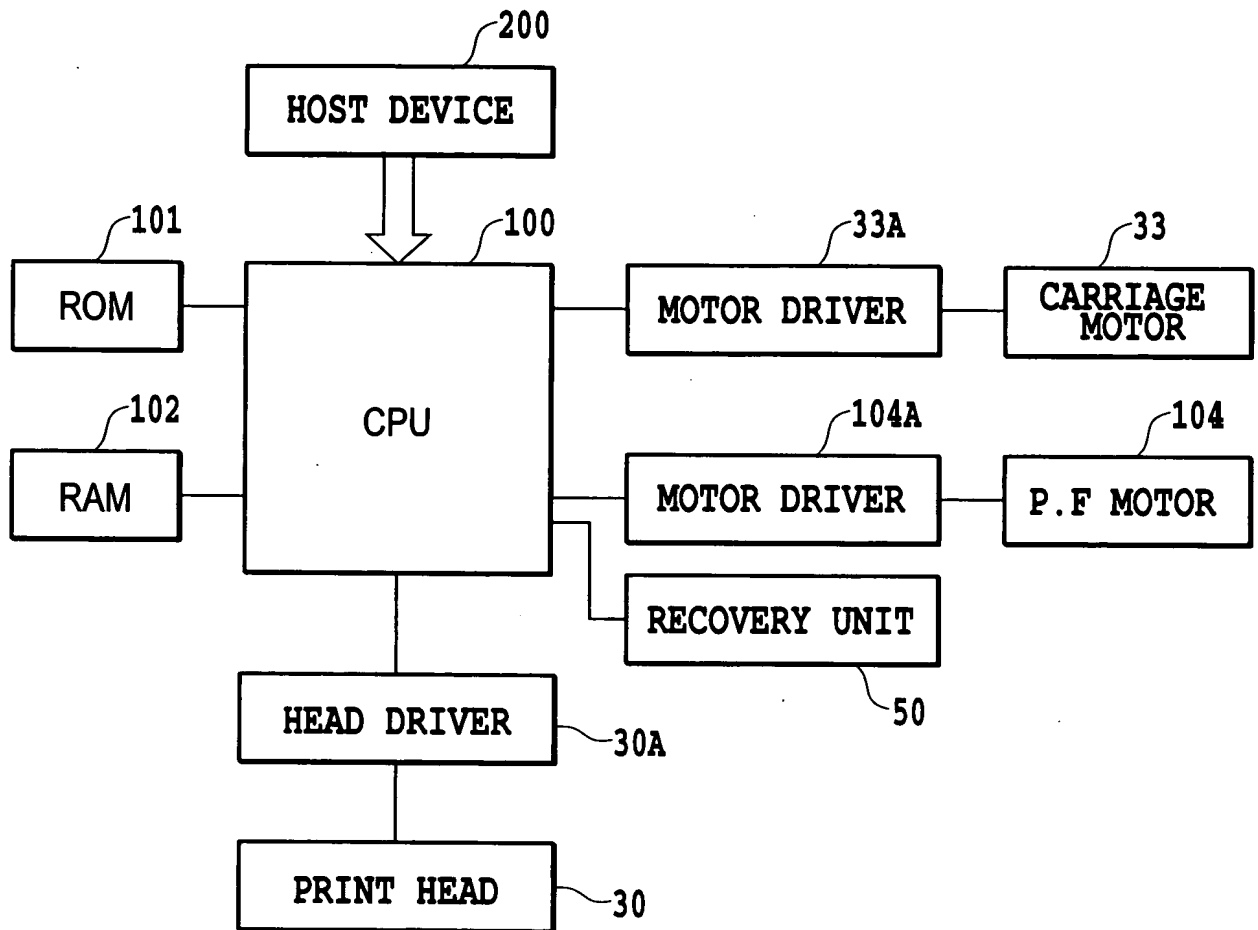 200
HOST DEVICE
101
100
33A
33
ROM
MOTOR DRIVER
CARRIAGE
MOTOR
102
CPU
104A
104
RAM
MOTOR DRIVER
P.F MOTOR
RECOVERY UNIT
50
HEAD DRIVER
30A
PRINT HEAD
30